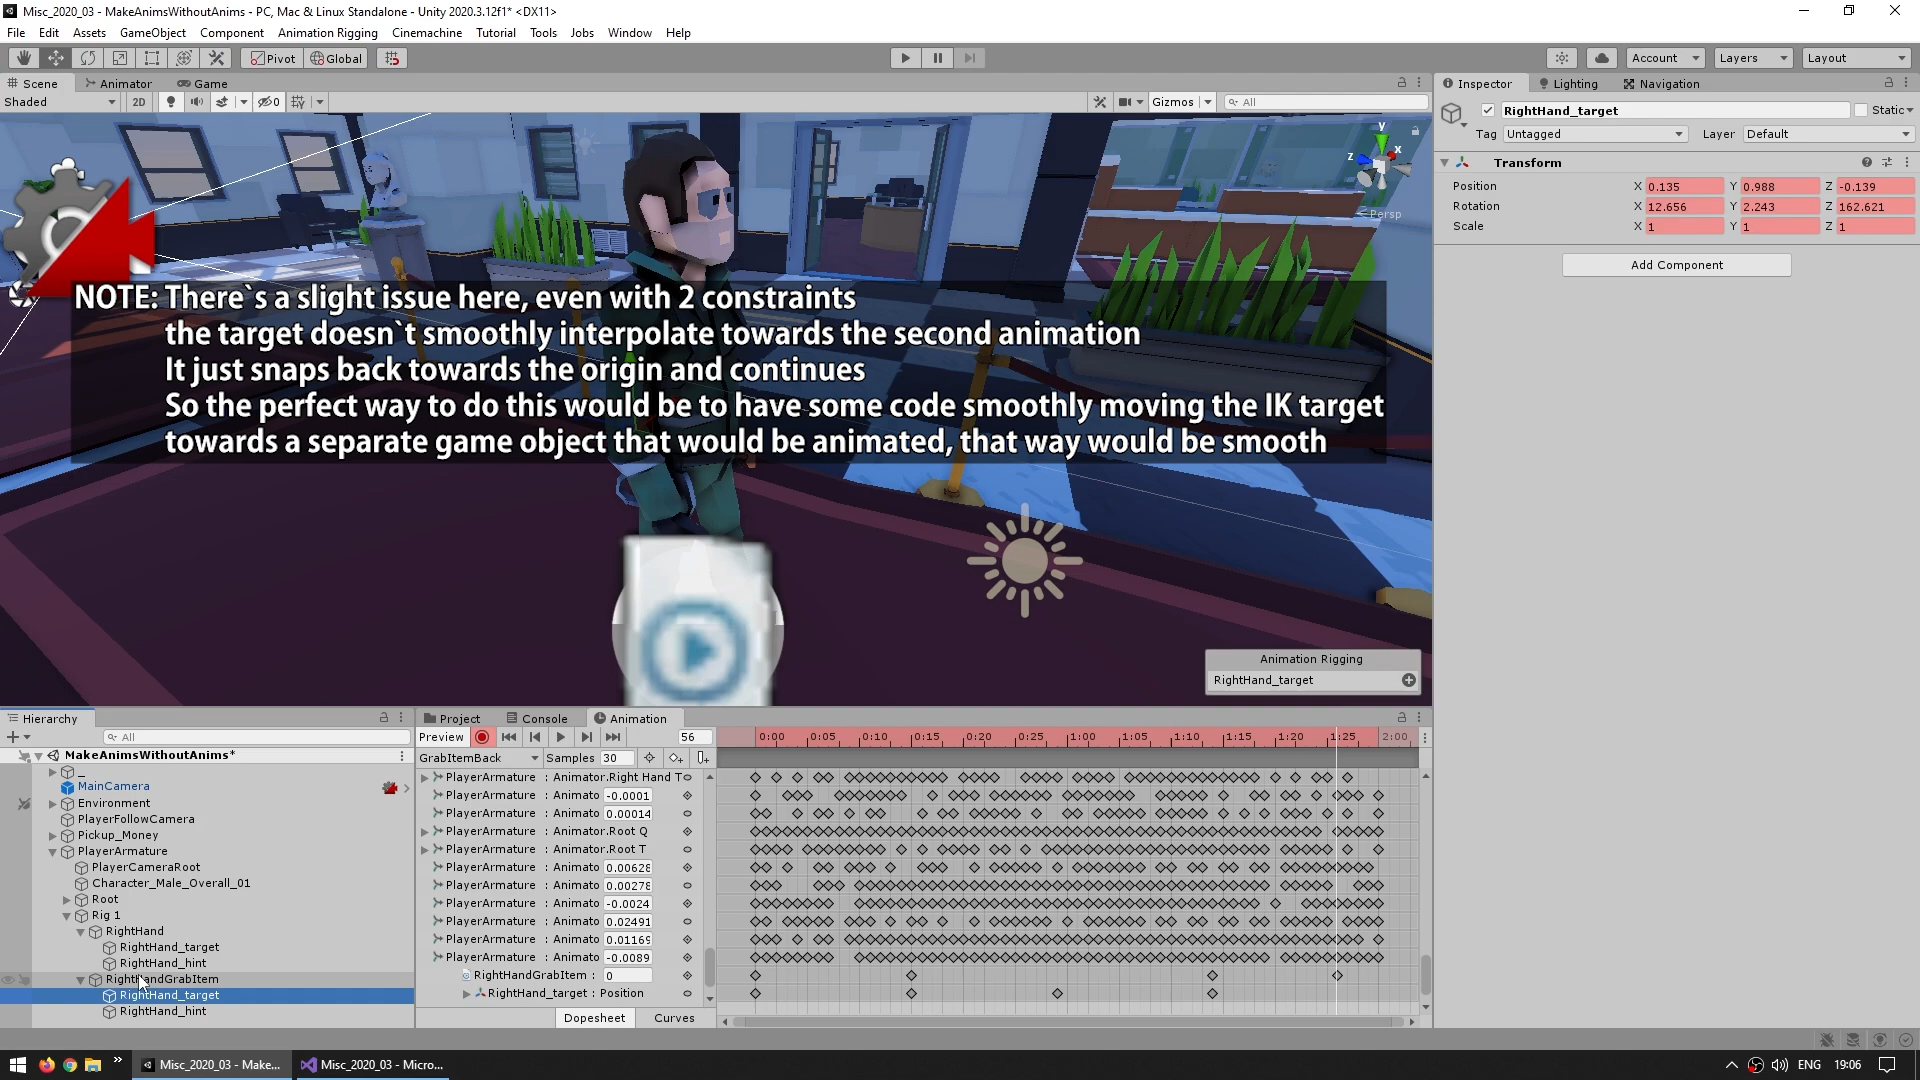 Misc_2020_03 - MakeAnimsWithoutAnims - PC, Mac & Linux Standalone - Unity 2020.3.12f1* <DX11>
File Edit Assets GameObject Component Animation Rigging Cinemachine Tutorial Tools Jobs Window Help
Pivot Global Account Layers Layout
Scene Animator Game
Shaded 2D 0 Gizmos All
y
x
z
Persp
NOTE: There`s a slight issue here, even with 2 constraints
the target doesn`t smoothly interpolate towards the second animation
It just snaps back towards the origin and continues
So the perfect way to do this would be to have some code smoothly moving the IK target
towards a separate game object that would be animated, that way would be smooth
Animation Rigging
RightHand_target
Inspector Lighting Navigation
RightHand_target Static
Tag Untagged Layer Default
Transform
Position X 0.135 Y 0.988 Z -0.139
Rotation X 12.656 Y 2.243 Z 162.621
Scale X 1 Y 1 Z 1
Add Component
Hierarchy
All
MakeAnimsWithoutAnims*
_
MainCamera
Environment
PlayerFollowCamera
Pickup_Money
PlayerArmature
PlayerCameraRoot
Character_Male_Overall_01
Root
Rig 1
RightHand
RightHand_target
RightHand_hint
RightHandGrabItem
RightHand_target
RightHand_hint
Project Console Animation
Preview 56 0:00 0:05 0:10 0:15 0:20 0:25 1:00 1:05 1:10 1:15 1:20 1:25 2:00
GrabItemBack Samples 30
PlayerArmature : Animator.Right Hand T
PlayerArmature : Animato -0.0001
PlayerArmature : Animato 0.00014
PlayerArmature : Animator.Root Q
PlayerArmature : Animator.Root T
PlayerArmature : Animato 0.00628
PlayerArmature : Animato 0.00278
PlayerArmature : Animato -0.0024
PlayerArmature : Animato 0.02491
PlayerArmature : Animato 0.01169
PlayerArmature : Animato -0.0089
RightHandGrabItem : 0
RightHand_target : Position
Dopesheet Curves
Misc_2020_03 - Make... Misc_2020_03 - Micro... ENG 19:06